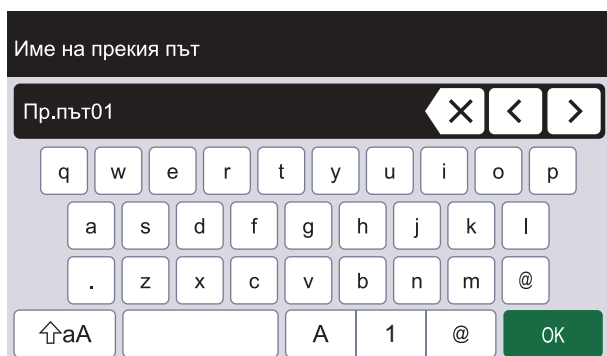 Име на прекия път
Пр.път01
q w e r t y u i o p
a s d f g h j k l
. z x c v b n m @
aA A 1 @ OK